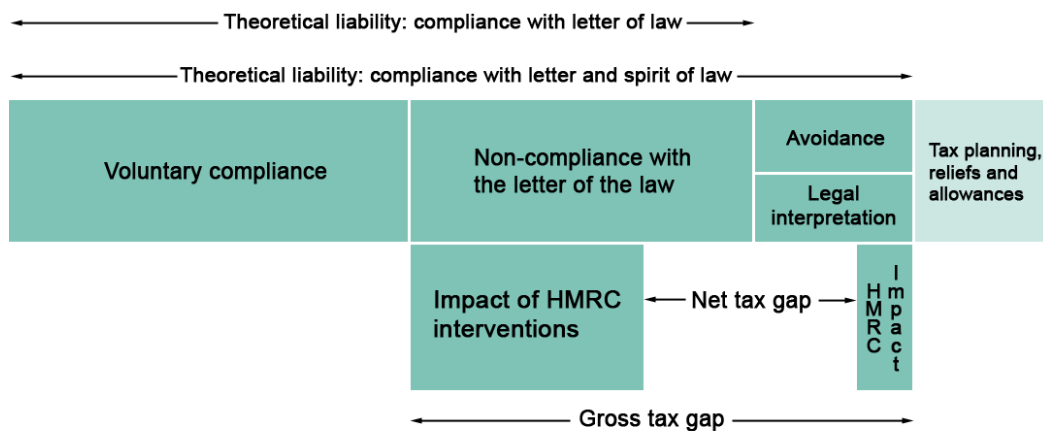 Theoretical liability: compliance with letter of law
Theoretical liability: compliance with letter and spirit of law
Voluntary compliance
Non-compliance with
the letter of the law
Avoidance
Legal
interpretation
Tax planning,
reliefs and
allowances
Impact of HMRC
interventions
Net tax gap
HMRC
Impact
Gross tax gap